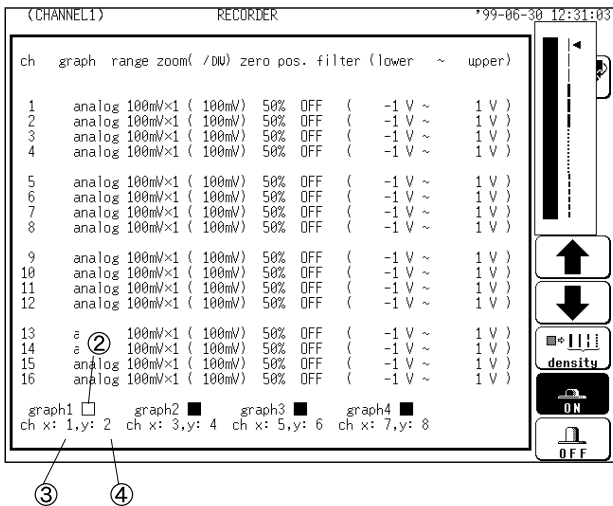 (CHANNEL1) RECORDER '99-06-30 12:31:03
ch graph range zoom( /DIV) zero pos. filter (lower ~ upper)
1 analog 100mV×1 ( 100mV) 50% OFF ( -1 V ~ 1 V )
2 analog 100mV×1 ( 100mV) 50% OFF ( -1 V ~ 1 V )
3 analog 100mV×1 ( 100mV) 50% OFF ( -1 V ~ 1 V )
4 analog 100mV×1 ( 100mV) 50% OFF ( -1 V ~ 1 V )
5 analog 100mV×1 ( 100mV) 50% OFF ( -1 V ~ 1 V )
6 analog 100mV×1 ( 100mV) 50% OFF ( -1 V ~ 1 V )
7 analog 100mV×1 ( 100mV) 50% OFF ( -1 V ~ 1 V )
8 analog 100mV×1 ( 100mV) 50% OFF ( -1 V ~ 1 V )
9 analog 100mV×1 ( 100mV) 50% OFF ( -1 V ~ 1 V )
10 analog 100mV×1 ( 100mV) 50% OFF ( -1 V ~ 1 V )
11 analog 100mV×1 ( 100mV) 50% OFF ( -1 V ~ 1 V )
12 analog 100mV×1 ( 100mV) 50% OFF ( -1 V ~ 1 V )
13 100mV×1 ( 100mV) 50% OFF ( -1 V ~ 1 V )
14 ② 100mV×1 ( 100mV) 50% OFF ( -1 V ~ 1 V )
15 analog 100mV×1 ( 100mV) 50% OFF ( -1 V ~ 1 V )
16 analog 100mV×1 ( 100mV) 50% OFF ( -1 V ~ 1 V )
graph1 □ graph2 ■ graph3 ■ graph4 ■
ch x: 1,y: 2 ch x: 3,y: 4 ch x: 5,y: 6 ch x: 7,y: 8
density
ON
OFF
③ ④